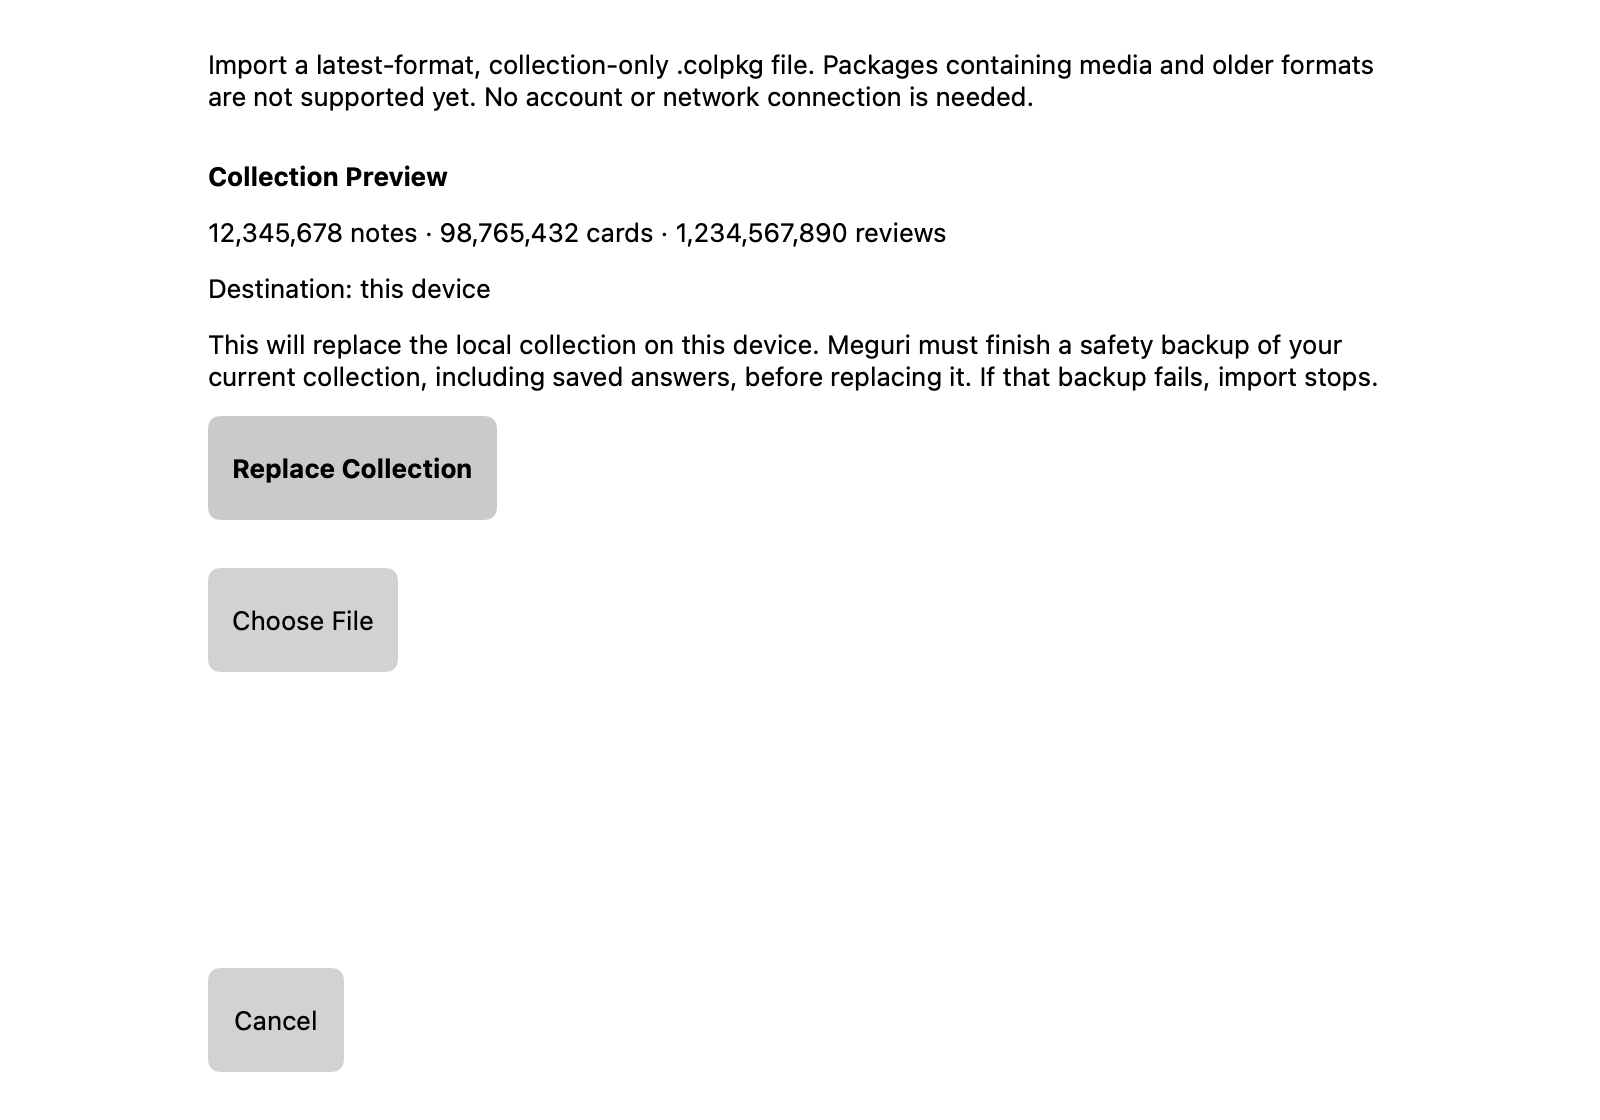 Import a latest-format, collection-only .colpkg file. Packages containing media and older formats
are not supported yet. No account or network connection is needed.
Collection Preview
12,345,678 notes · 98,765,432 cards · 1,234,567,890 reviews
Destination: this device
This will replace the local collection on this device. Meguri must finish a safety backup of your
current collection, including saved answers, before replacing it. If that backup fails, import stops.
Replace Collection
Choose File
Cancel